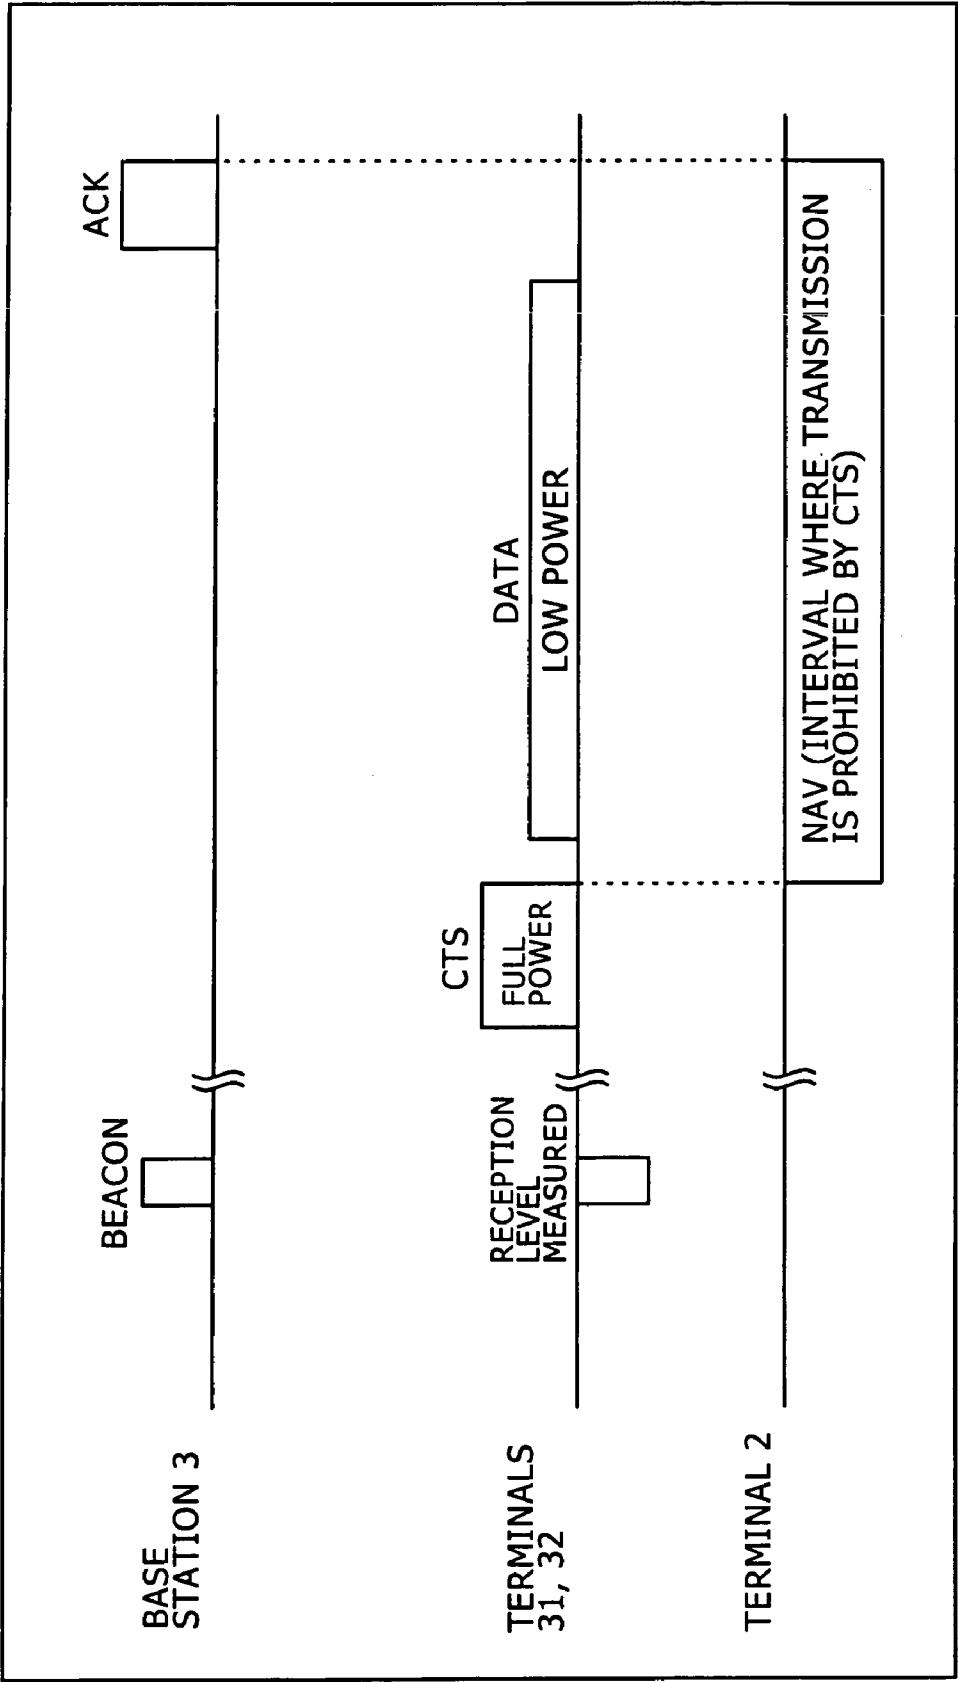 BASE
STATION 3
BEACON
ACK
TERMINALS
31, 32
RECEPTION
LEVEL
MEASURED
CTS
FULL
POWER
DATA
LOW POWER
TERMINAL 2
NAV (INTERVAL WHERE TRANSMISSION
IS PROHIBITED BY CTS)